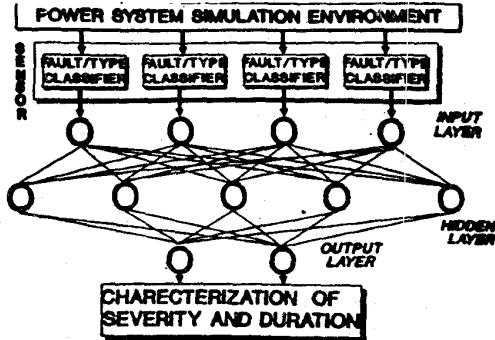 POWER SYSTEM SIMULATION ENVIRONMENT
SENSOR
FAULT/TYPE CLASSIFIER
FAULT/TYPE CLASSIFIER
FAULT/TYPE CLASSIFIER
FAULT/TYPE CLASSIFIER
INPUT
LAYER
HIDDEN
LAYER
OUTPUT
LAYER
CHARECTERIZATION OF
SEVERITY AND DURATION